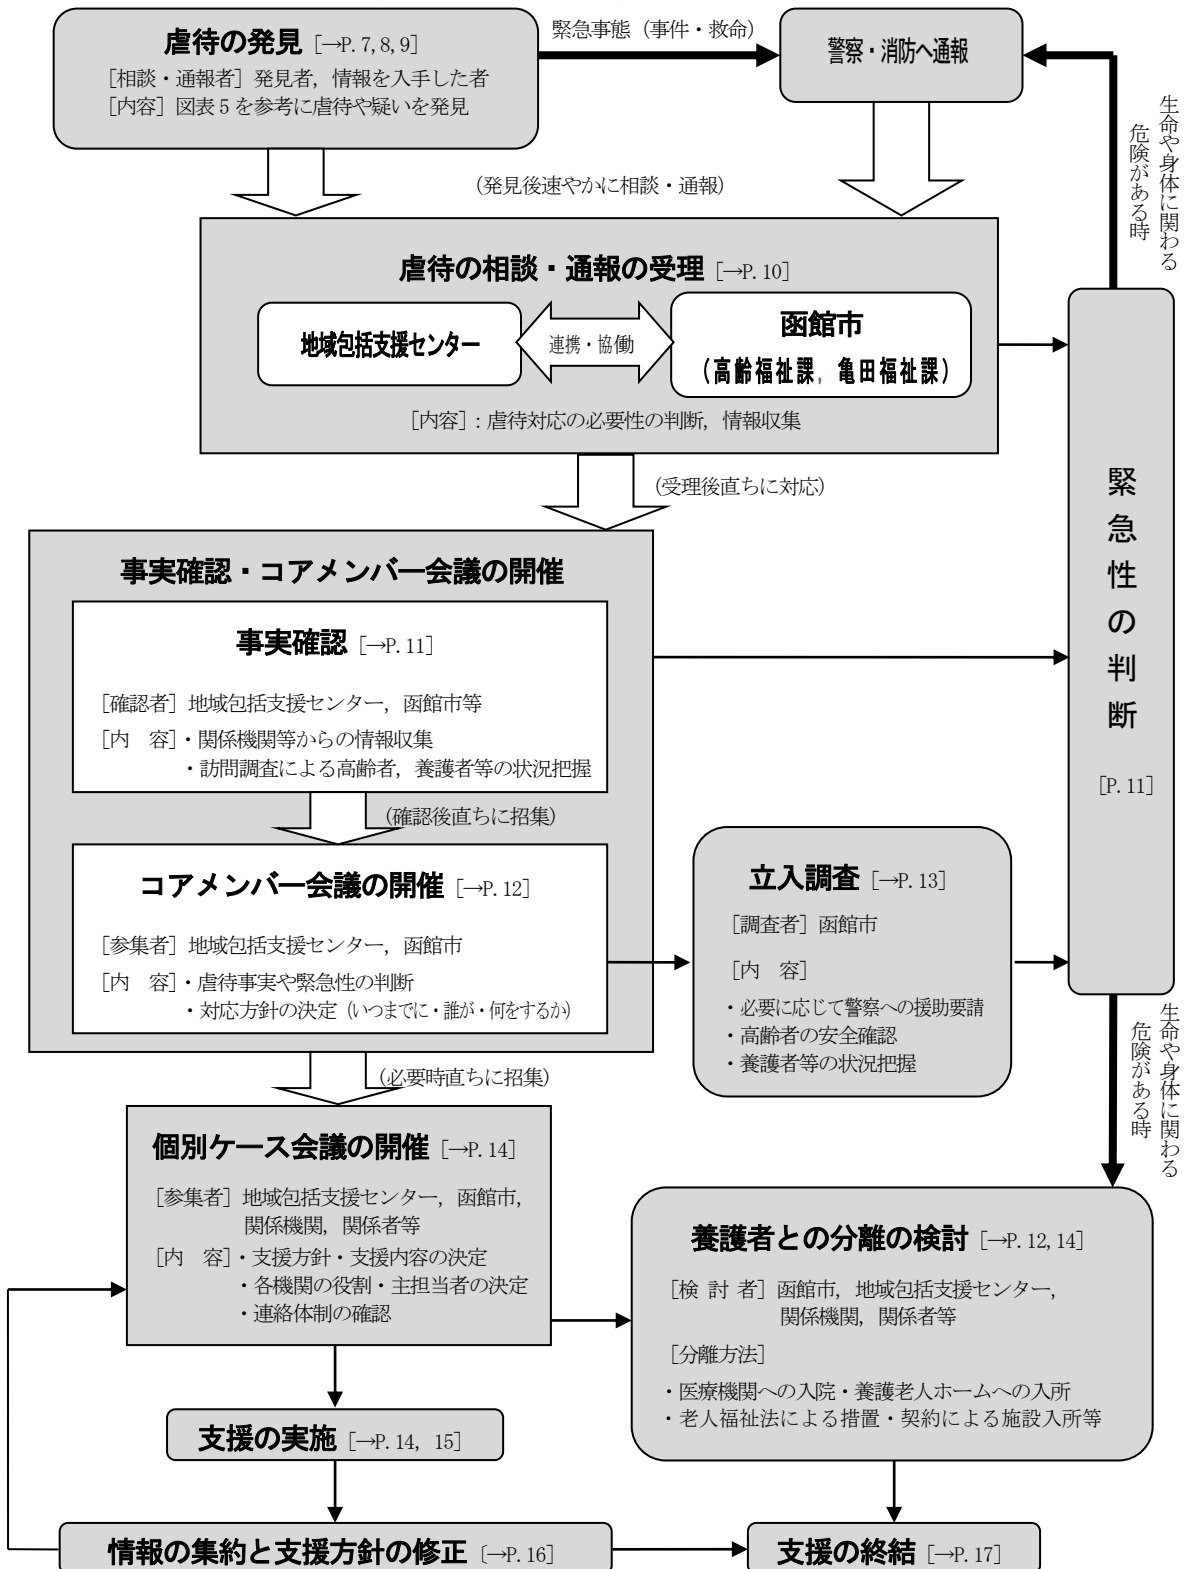 虐待の発見［→P. 7, 8, 9］
［相談・通報者］発見者，情報を入手した者
［内容］図表５を参考に虐待や疑いを発見
緊急事態（事件・救命）
警察・消防へ通報
生命や身体に関わる
危険がある時
（発見後速やかに相談・通報）
虐待の相談・通報の受理［→P. 10］
地域包括支援センター
連携・協働
函館市
（高齢福祉課，亀田福祉課）
［内容］：虐待対応の必要性の判断，情報収集
（受理後直ちに対応）
緊急性の判断
［P. 11］
事実確認・コアメンバー会議の開催
事実確認［→P. 11］
［確認者］地域包括支援センター，函館市等
［内　容］・関係機関等からの情報収集
・訪問調査による高齢者，養護者等の状況把握
（確認後直ちに招集）
コアメンバー会議の開催［→P. 12］
［参集者］地域包括支援センター，函館市
［内　容］・虐待事実や緊急性の判断
・対応方針の決定（いつまでに・誰が・何をするか）
立入調査［→P. 13］
［調査者］函館市
［内　容］
・必要に応じて警察への援助要請
・高齢者の安全確認
・養護者等の状況把握
生命や身体に関わる
危険がある時
（必要時直ちに招集）
個別ケース会議の開催［→P. 14］
［参集者］地域包括支援センター，函館市，
関係機関，関係者等
［内　容］・支援方針・支援内容の決定
・各機関の役割・主担当者の決定
・連絡体制の確認
養護者との分離の検討［→P. 12, 14］
［検 討 者］函館市，地域包括支援センター，
関係機関，関係者等
［分離方法］
・医療機関への入院・養護老人ホームへの入所
・老人福祉法による措置・契約による施設入所等
支援の実施［→P. 14，15］
情報の集約と支援方針の修正〔→P. 16］
支援の終結［→P. 17］